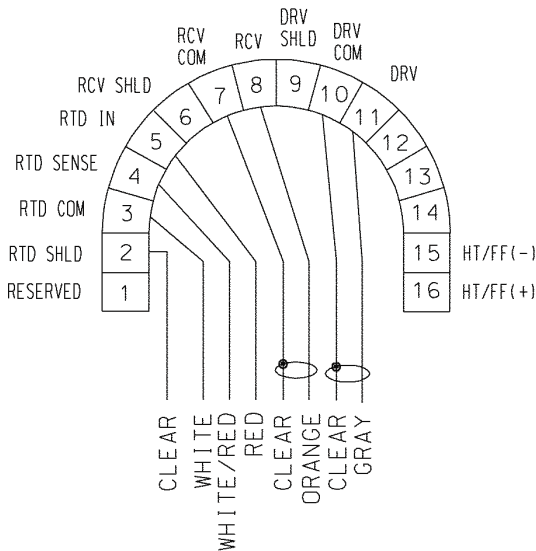 DRV
SHLD
DRV
COM
RCV
COM
RCV
DRV
RCV SHLD
RTD IN
RTD SENSE
RTD COM
RTD SHLD
RESERVED
1
2
3
4
5
6
7
8
9
10
11
12
13
14
15
16
HT/FF(-)
HT/FF(+)
CLEAR
WHITE
WHITE/RED
RED
CLEAR
ORANGE
CLEAR
GRAY